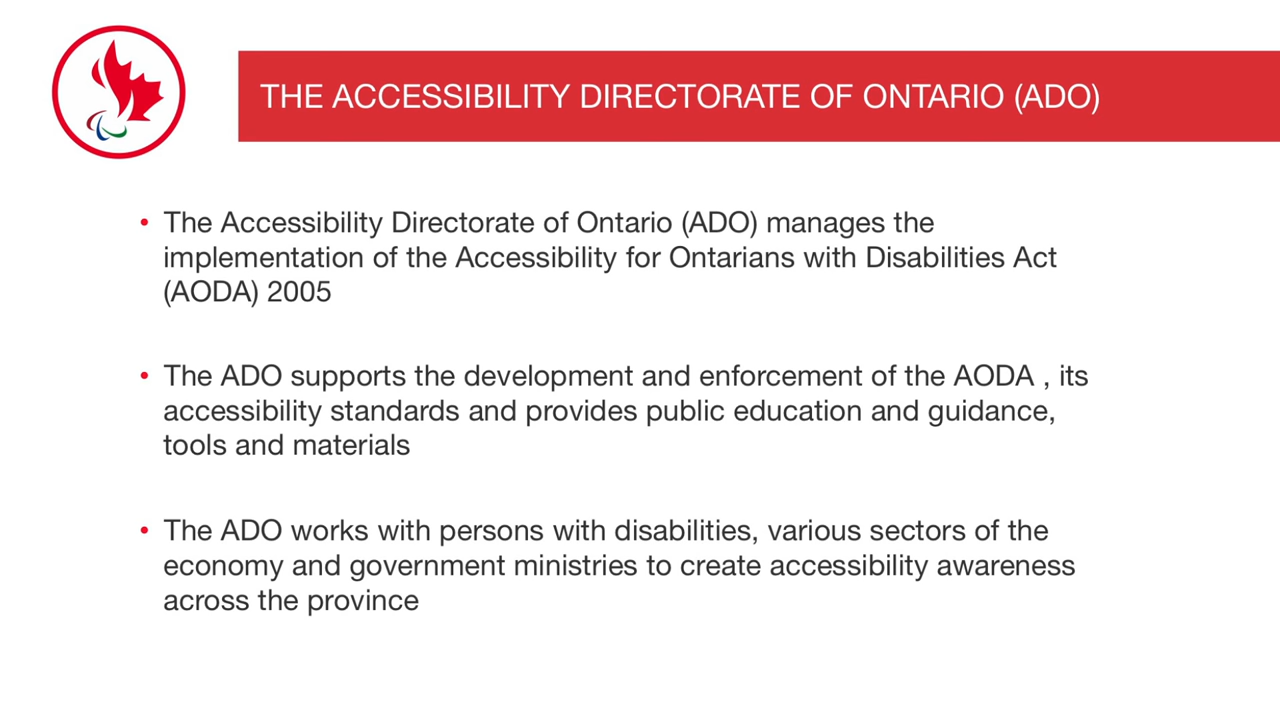 THE ACCESSIBILITY DIRECTORATE OF ONTARIO (ADO)
• The Accessibility Directorate of Ontario (ADO) manages the
implementation of the Accessibility for Ontarians with Disabilities Act
(AODA) 2005
• The ADO supports the development and enforcement of the AODA , its
accessibility standards and provides public education and guidance,
tools and materials
• The ADO works with persons with disabilities, various sectors of the
economy and government ministries to create accessibility awareness
across the province